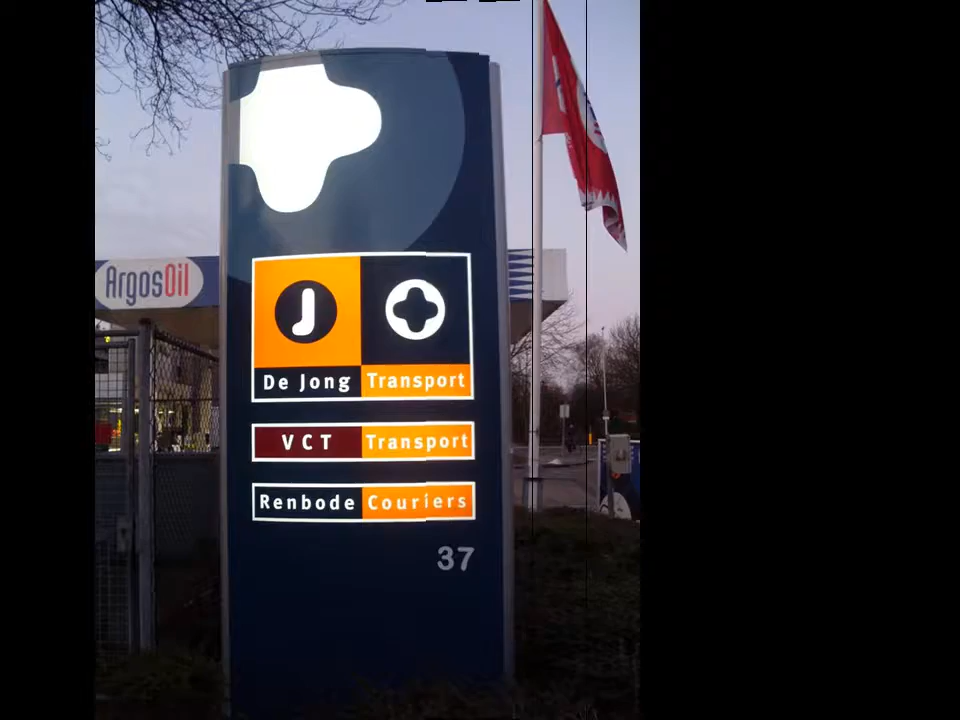 ArgosOil
J
De Jong Transport
VCT Transport
Renbode Couriers
37